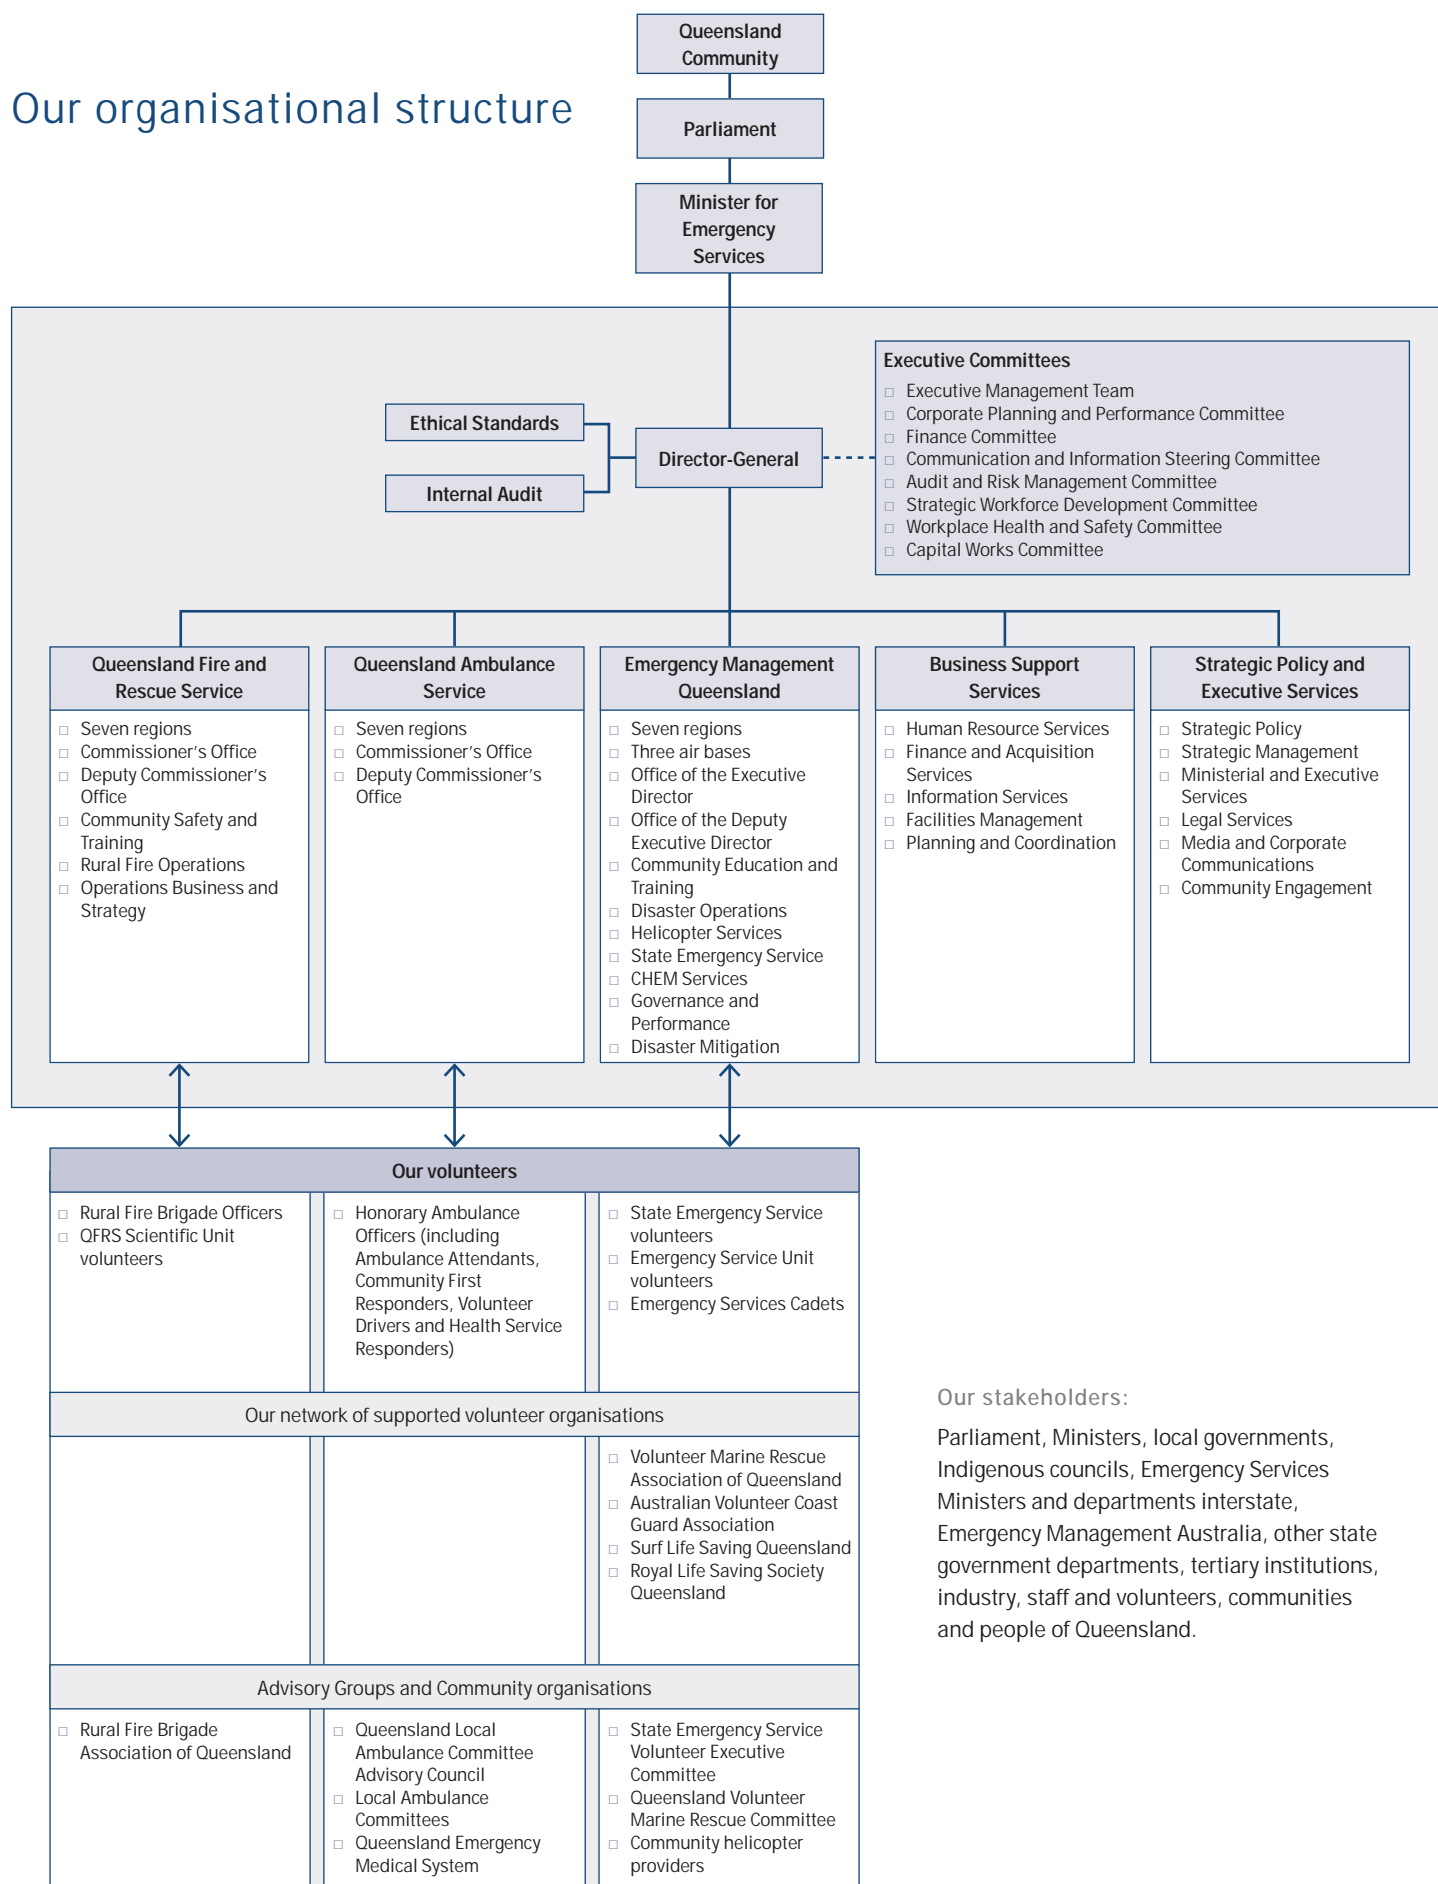 Our organisational structure
Queensland
Community
Parliament
Minister for
Emergency
Services
Executive Committees
□ Executive Management Team
□ Corporate Planning and Performance Committee
□ Finance Committee
□ Communication and Information Steering Committee
□ Audit and Risk Management Committee
□ Strategic Workforce Development Committee
□ Workplace Health and Safety Committee
□ Capital Works Committee
Ethical Standards
Director-General
Internal Audit
Queensland Fire and
Rescue Service
□ Seven regions
□ Commissioner's Office
□ Deputy Commissioner's
Office
□ Community Safety and
Training
□ Rural Fire Operations
□ Operations Business and
Strategy
Queensland Ambulance
Service
□ Seven regions
□ Commissioner's Office
□ Deputy Commissioner's
Office
Emergency Management
Queensland
□ Seven regions
□ Three air bases
□ Office of the Executive
Director
□ Office of the Deputy
Executive Director
□ Community Education and
Training
□ Disaster Operations
□ Helicopter Services
□ State Emergency Service
□ CHEM Services
□ Governance and
Performance
□ Disaster Mitigation
Business Support
Services
□ Human Resource Services
□ Finance and Acquisition
Services
□ Information Services
□ Facilities Management
□ Planning and Coordination
Strategic Policy and
Executive Services
□ Strategic Policy
□ Strategic Management
□ Ministerial and Executive
Services
□ Legal Services
□ Media and Corporate
Communications
□ Community Engagement
Our volunteers
□ Rural Fire Brigade Officers
□ QFRS Scientific Unit
volunteers
□ Honorary Ambulance
Officers (including
Ambulance Attendants,
Community First
Responders, Volunteer
Drivers and Health Service
Responders)
□ State Emergency Service
volunteers
□ Emergency Service Unit
volunteers
□ Emergency Services Cadets
Our network of supported volunteer organisations
□ Volunteer Marine Rescue
Association of Queensland
□ Australian Volunteer Coast
Guard Association
□ Surf Life Saving Queensland
□ Royal Life Saving Society
Queensland
Advisory Groups and Community organisations
□ Rural Fire Brigade
Association of Queensland
□ Queensland Local
Ambulance Committee
Advisory Council
□ Local Ambulance
Committees
□ Queensland Emergency
Medical System
□ State Emergency Service
Volunteer Executive
Committee
□ Queensland Volunteer
Marine Rescue Committee
□ Community helicopter
providers
Our stakeholders:
Parliament, Ministers, local governments,
Indigenous councils, Emergency Services
Ministers and departments interstate,
Emergency Management Australia, other state
government departments, tertiary institutions,
industry, staff and volunteers, communities
and people of Queensland.